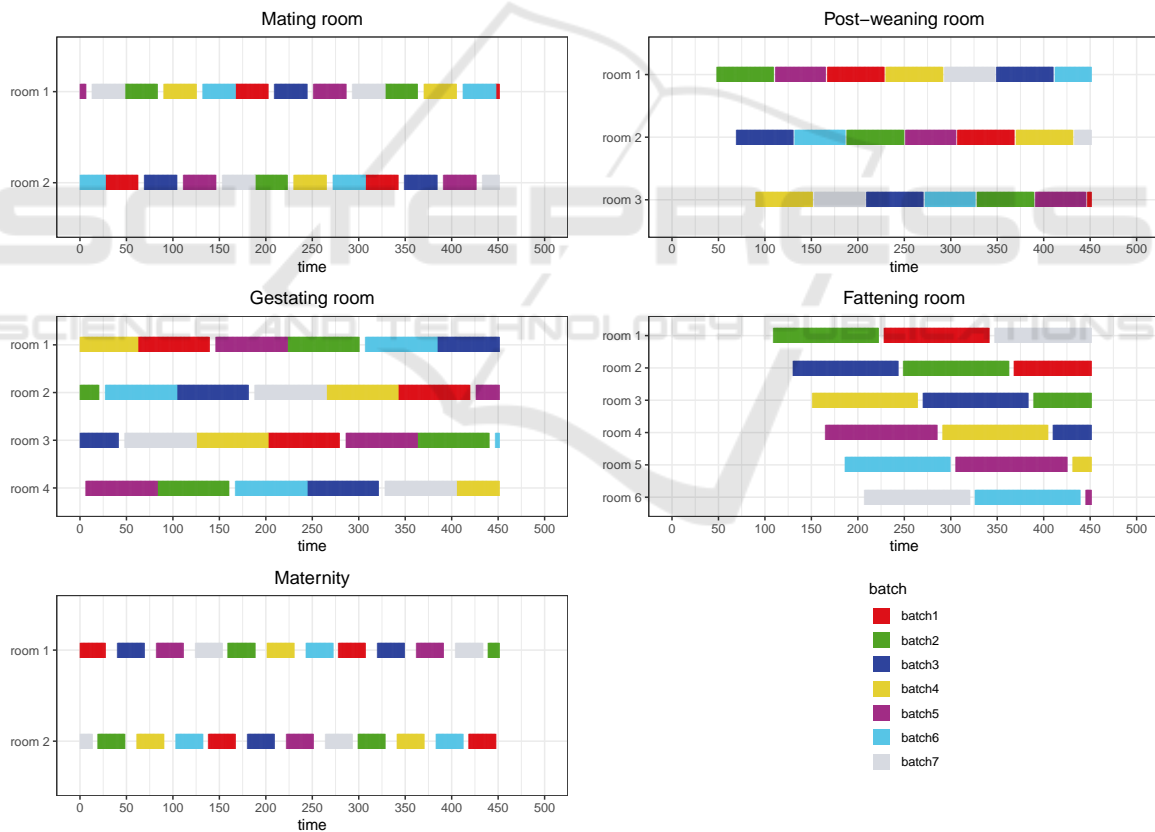 Mating room
room 1
room 2
0 50 100 150 200 250 300 350 400 450 500
time
Post−weaning room
room 1
room 2
room 3
0 50 100 150 200 250 300 350 400 450 500
time
SCITEPRESS
SCIENCE AND TECHNOLOGY PUBLICATIONS
Gestating room
room 1
room 2
room 3
room 4
0 50 100 150 200 250 300 350 400 450 500
time
Fattening room
room 1
room 2
room 3
room 4
room 5
room 6
0 50 100 150 200 250 300 350 400 450 500
time
Maternity
room 1
room 2
0 50 100 150 200 250 300 350 400 450 500
time
batch
batch1
batch2
batch3
batch4
batch5
batch6
batch7